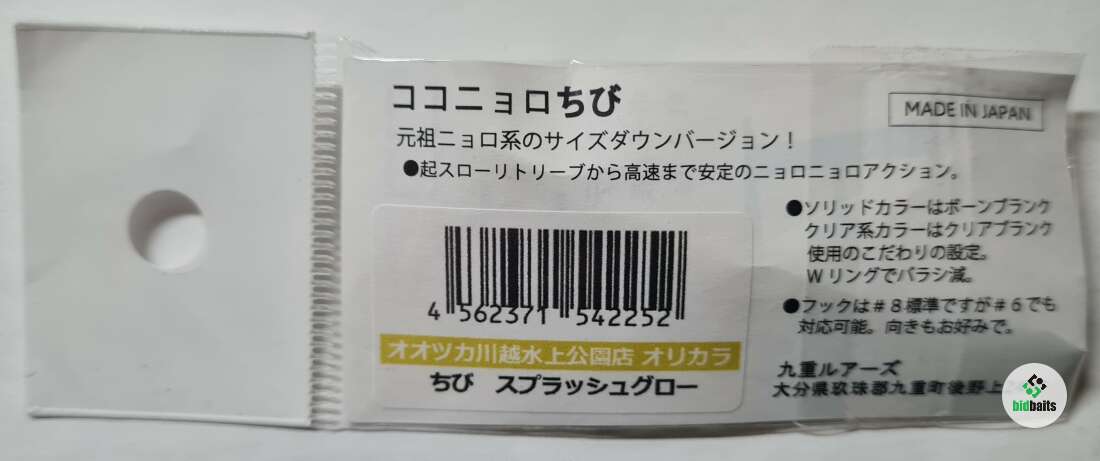 ココニョロちび
MADE IN JAPAN
元祖ニョロ系のサイズダウンバージョン！
●起スローリトリーブから高速まで安定のニョロニョロアクション。
●ソリッドカラーはボーンブランク
クリア系カラーはクリアブランク
使用のこだわりの設定。
Wリングでバラシ減。
●フックは＃８標準ですが＃６でも
対応可能。向きもお好みで。
4 562371 542252
オオツカ川越水上公園店 オリカラ
ちび　スプラッシュグロー
九重ルアーズ
大分県玖珠郡九重町後野上
bidbaits